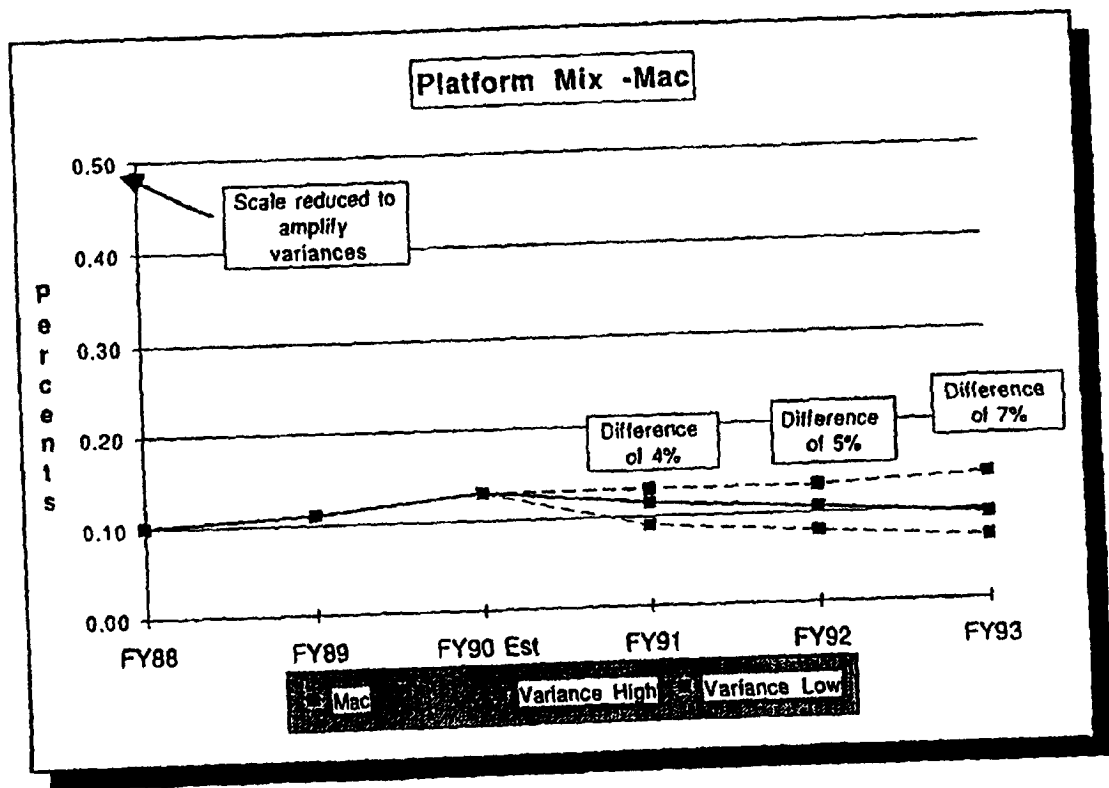 Platform Mix -Mac
0.50
Scale reduced to
amplify
variances
0.40
Percents
0.30
0.20
Difference
of 4%
Difference
of 5%
Difference
of 7%
0.10
0.00
FY88
FY89
FY90 Est
FY91
FY92
FY93
Mac
Variance High
Variance Low